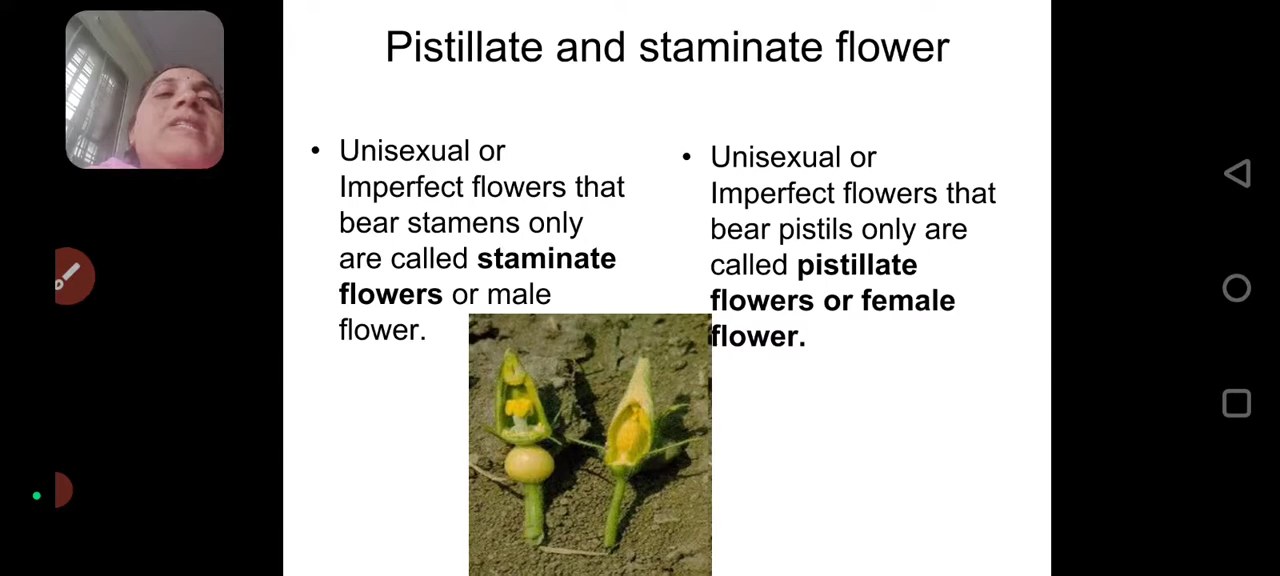 Pistillate and staminate flower
• Unisexual or
Imperfect flowers that
bear stamens only
are called staminate
flowers or male
flower.
• Unisexual or
Imperfect flowers that
bear pistils only are
called pistillate
flowers or female
flower.